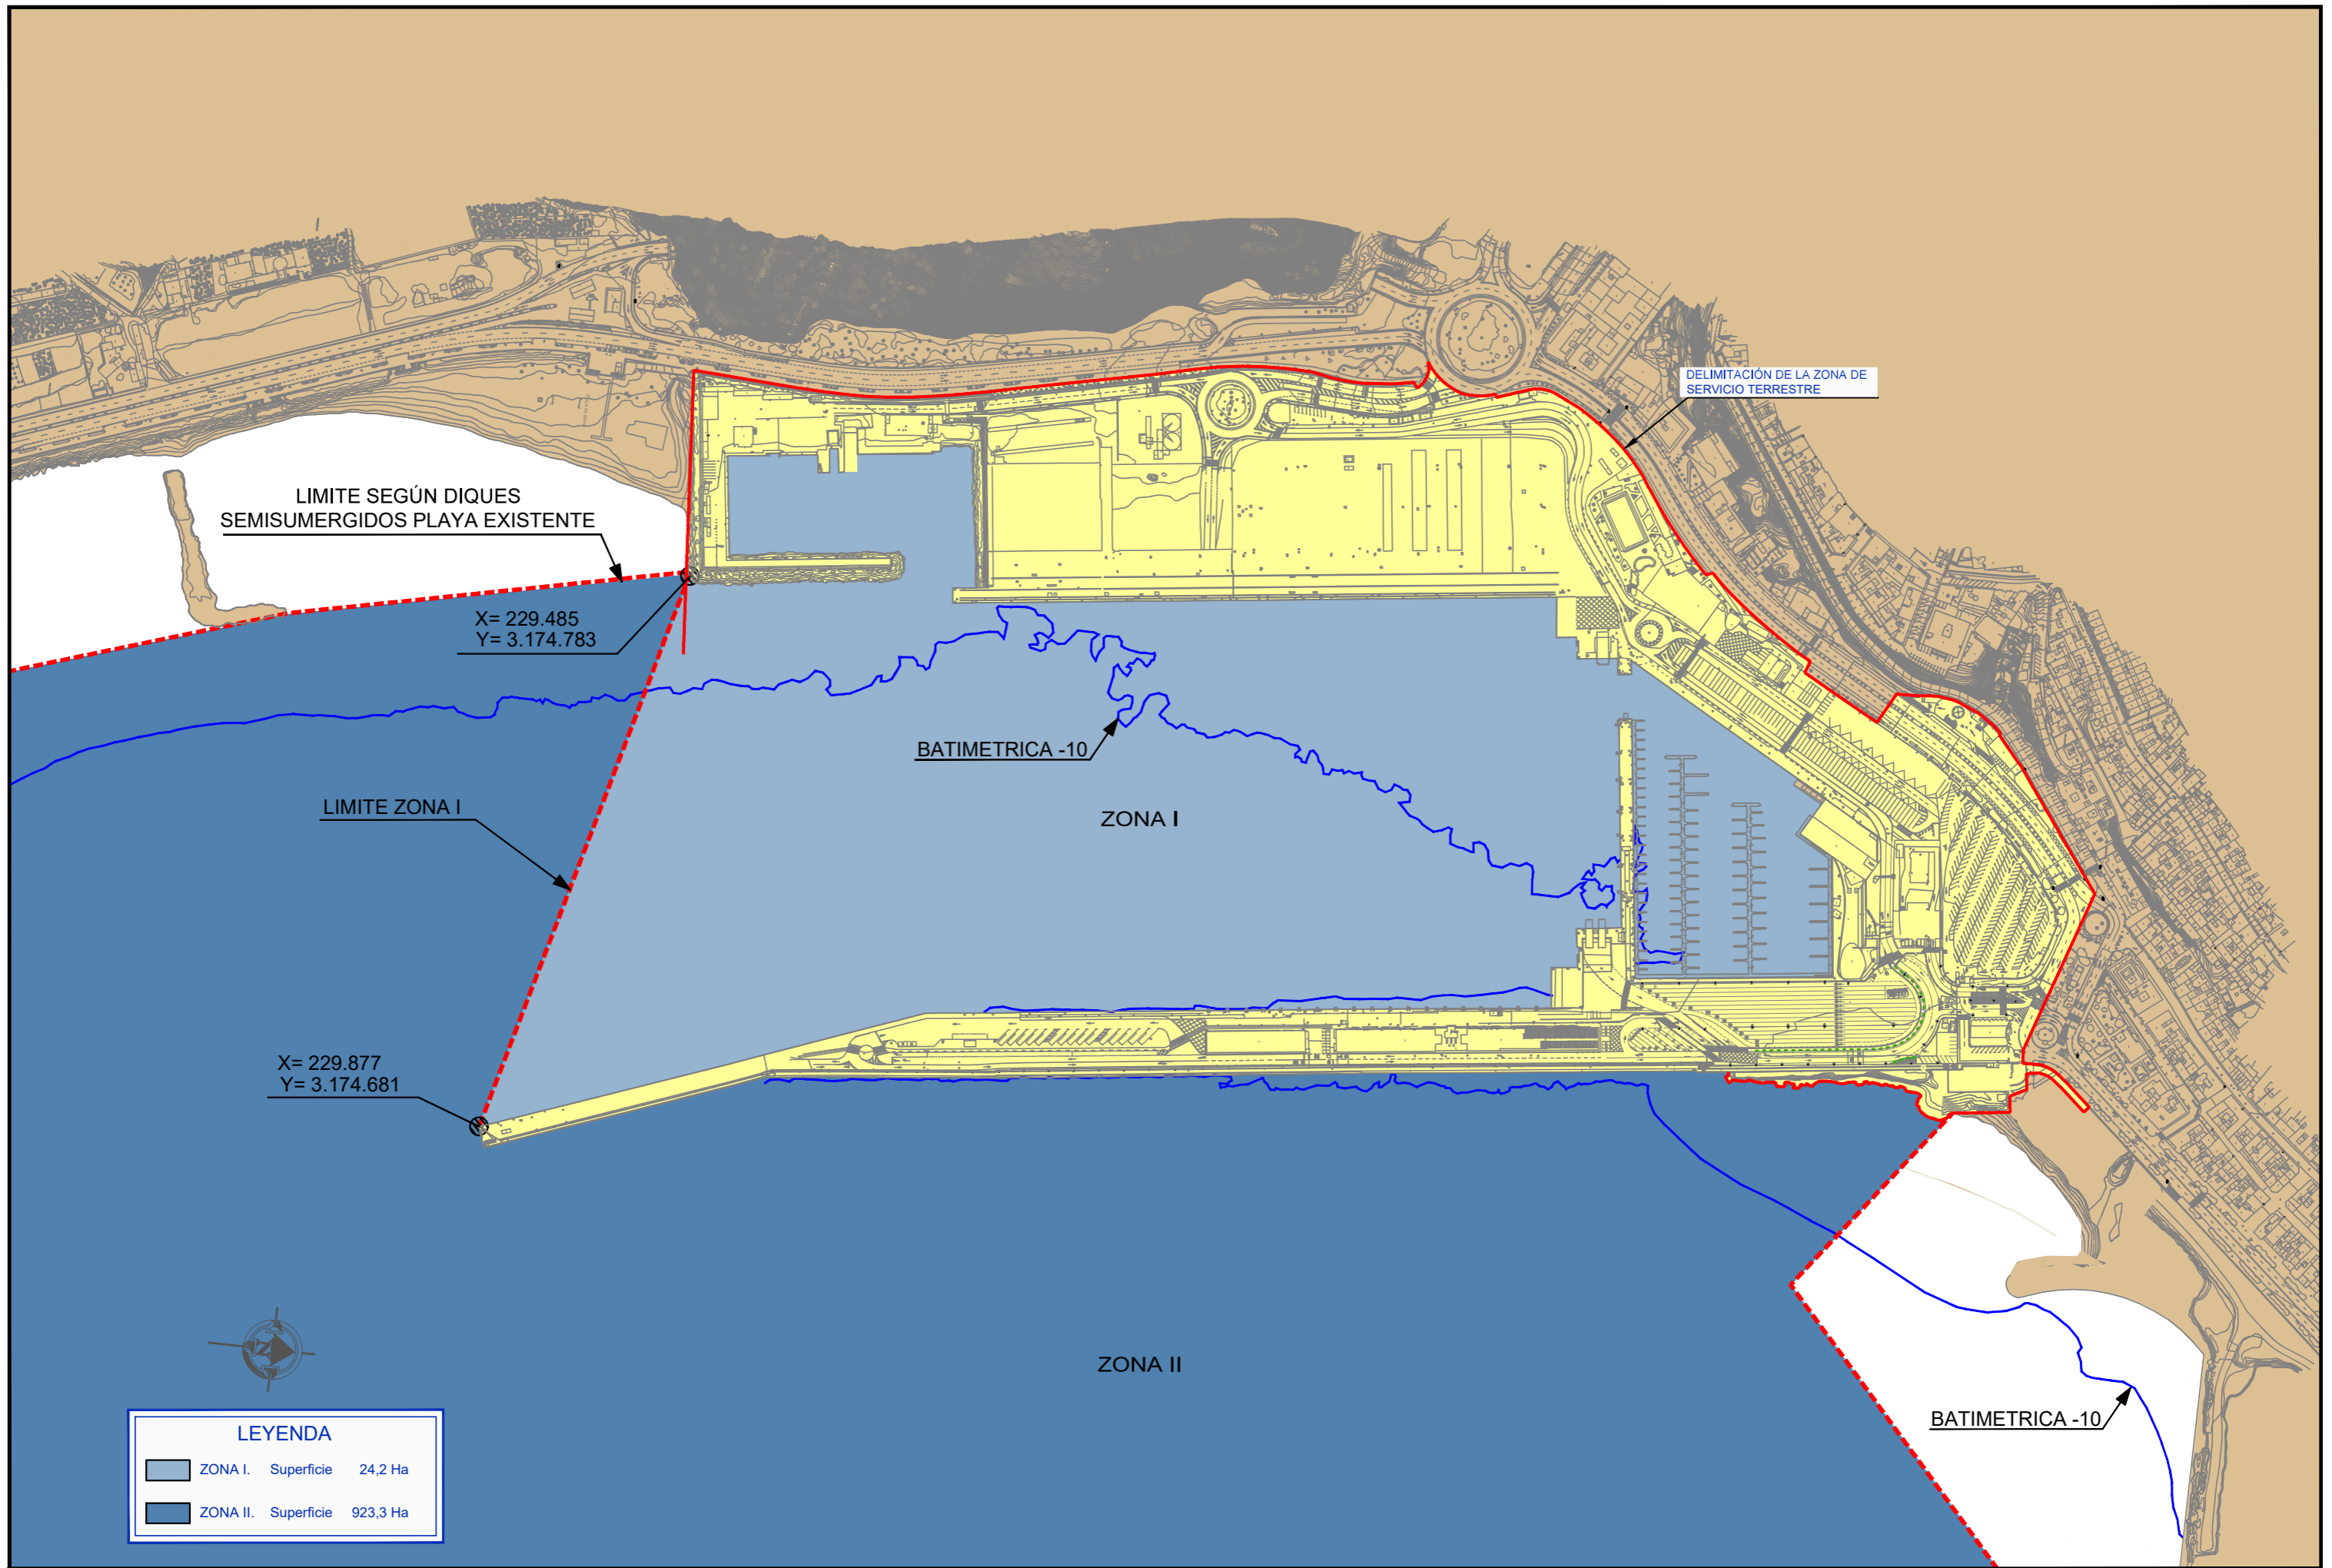 DELIMITACIÓN DE LA ZONA DE
SERVICIO TERRESTRE
LIMITE SEGÚN DIQUES
SEMISUMERGIDOS PLAYA EXISTENTE
X= 229.485
Y= 3.174.783
BATIMETRICA -10
LIMITE ZONA I
ZONA I
X= 229.877
Y= 3.174.681
ZONA II
N
BATIMETRICA -10
LEYENDA
ZONA I. Superficie 24,2 Ha
ZONA II. Superficie 923,3 Ha